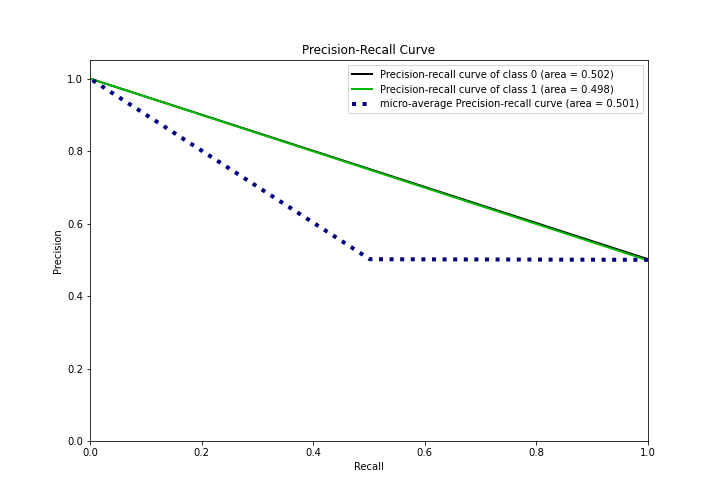 Precision-Recall Curve
Precision-recall curve of class 0 (area = 0.502)
Precision-recall curve of class 1 (area = 0.498)
micro-average Precision-recall curve (area = 0.501)
1.0
0.8
0.6
0.4
0.2
0.0
Precision
0.0 0.2 0.4 0.6 0.8 1.0
Recall